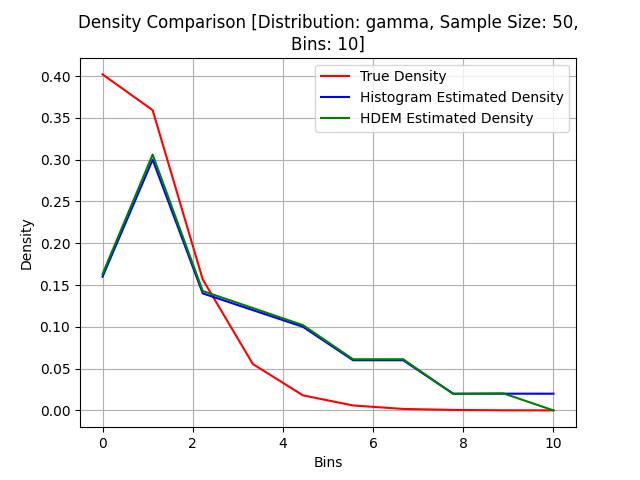 Density Comparison [Distribution: gamma, Sample Size: 50,
Bins: 10]
True Density
Histogram Estimated Density
HDEM Estimated Density
Density
0.40
0.35
0.30
0.25
0.20
0.15
0.10
0.05
0.00
0 2 4 6 8 10
Bins